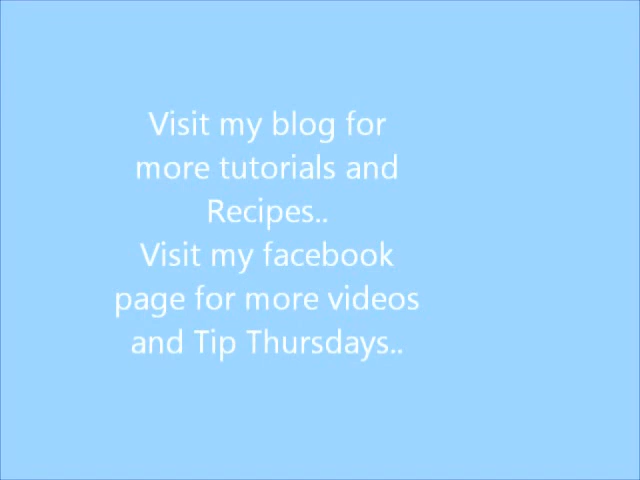 Visit my blog for
more tutorials and
Recipes..
Visit my facebook
page for more videos
and Tip Thursdays..